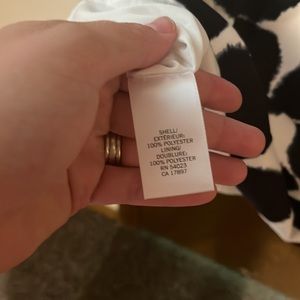 SHELL/
EXTÉRIEUR:
100% POLYESTER
LINING/
DOUBLURE:
100% POLYESTER
RN 54023
CA 17897